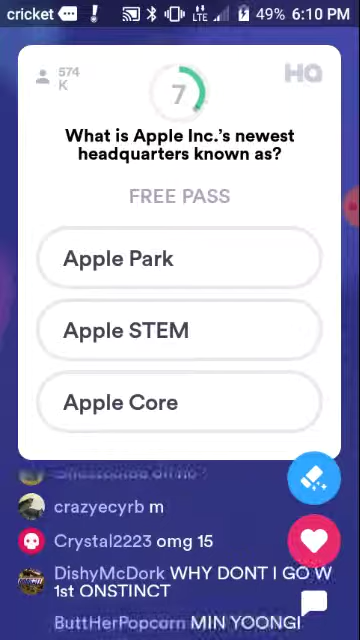 cricket
LTE
49% 6:10 PM
574
K
HQ
7
What is Apple Inc.'s newest
headquarters known as?
FREE PASS
Apple Park
Apple STEM
Apple Core
crazyecyrb m
Crystal2223 omg 15
DishyMcDork WHY DONT I GO W
1st ONSTINCT
ButtHerPopcorn MIN YOONGI